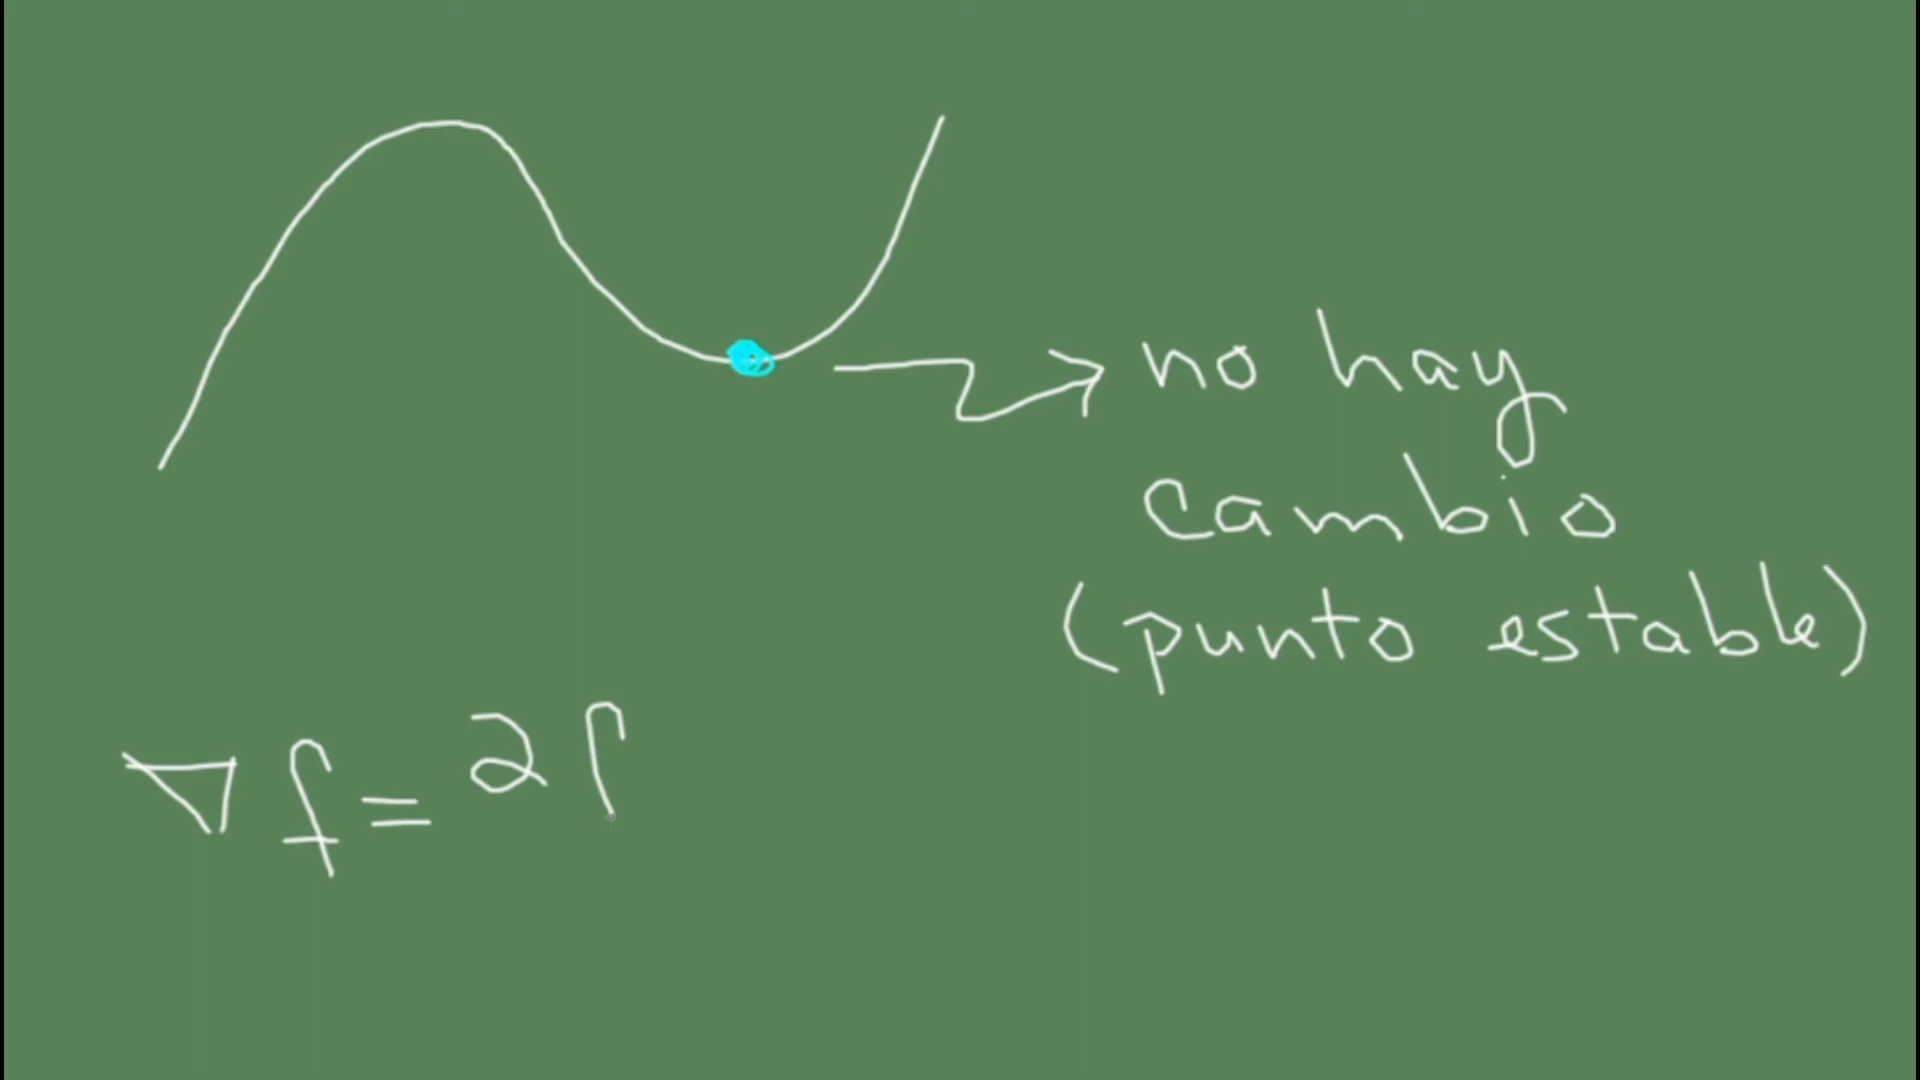 no hay
cambio
(punto estable)
∇f = ∂f